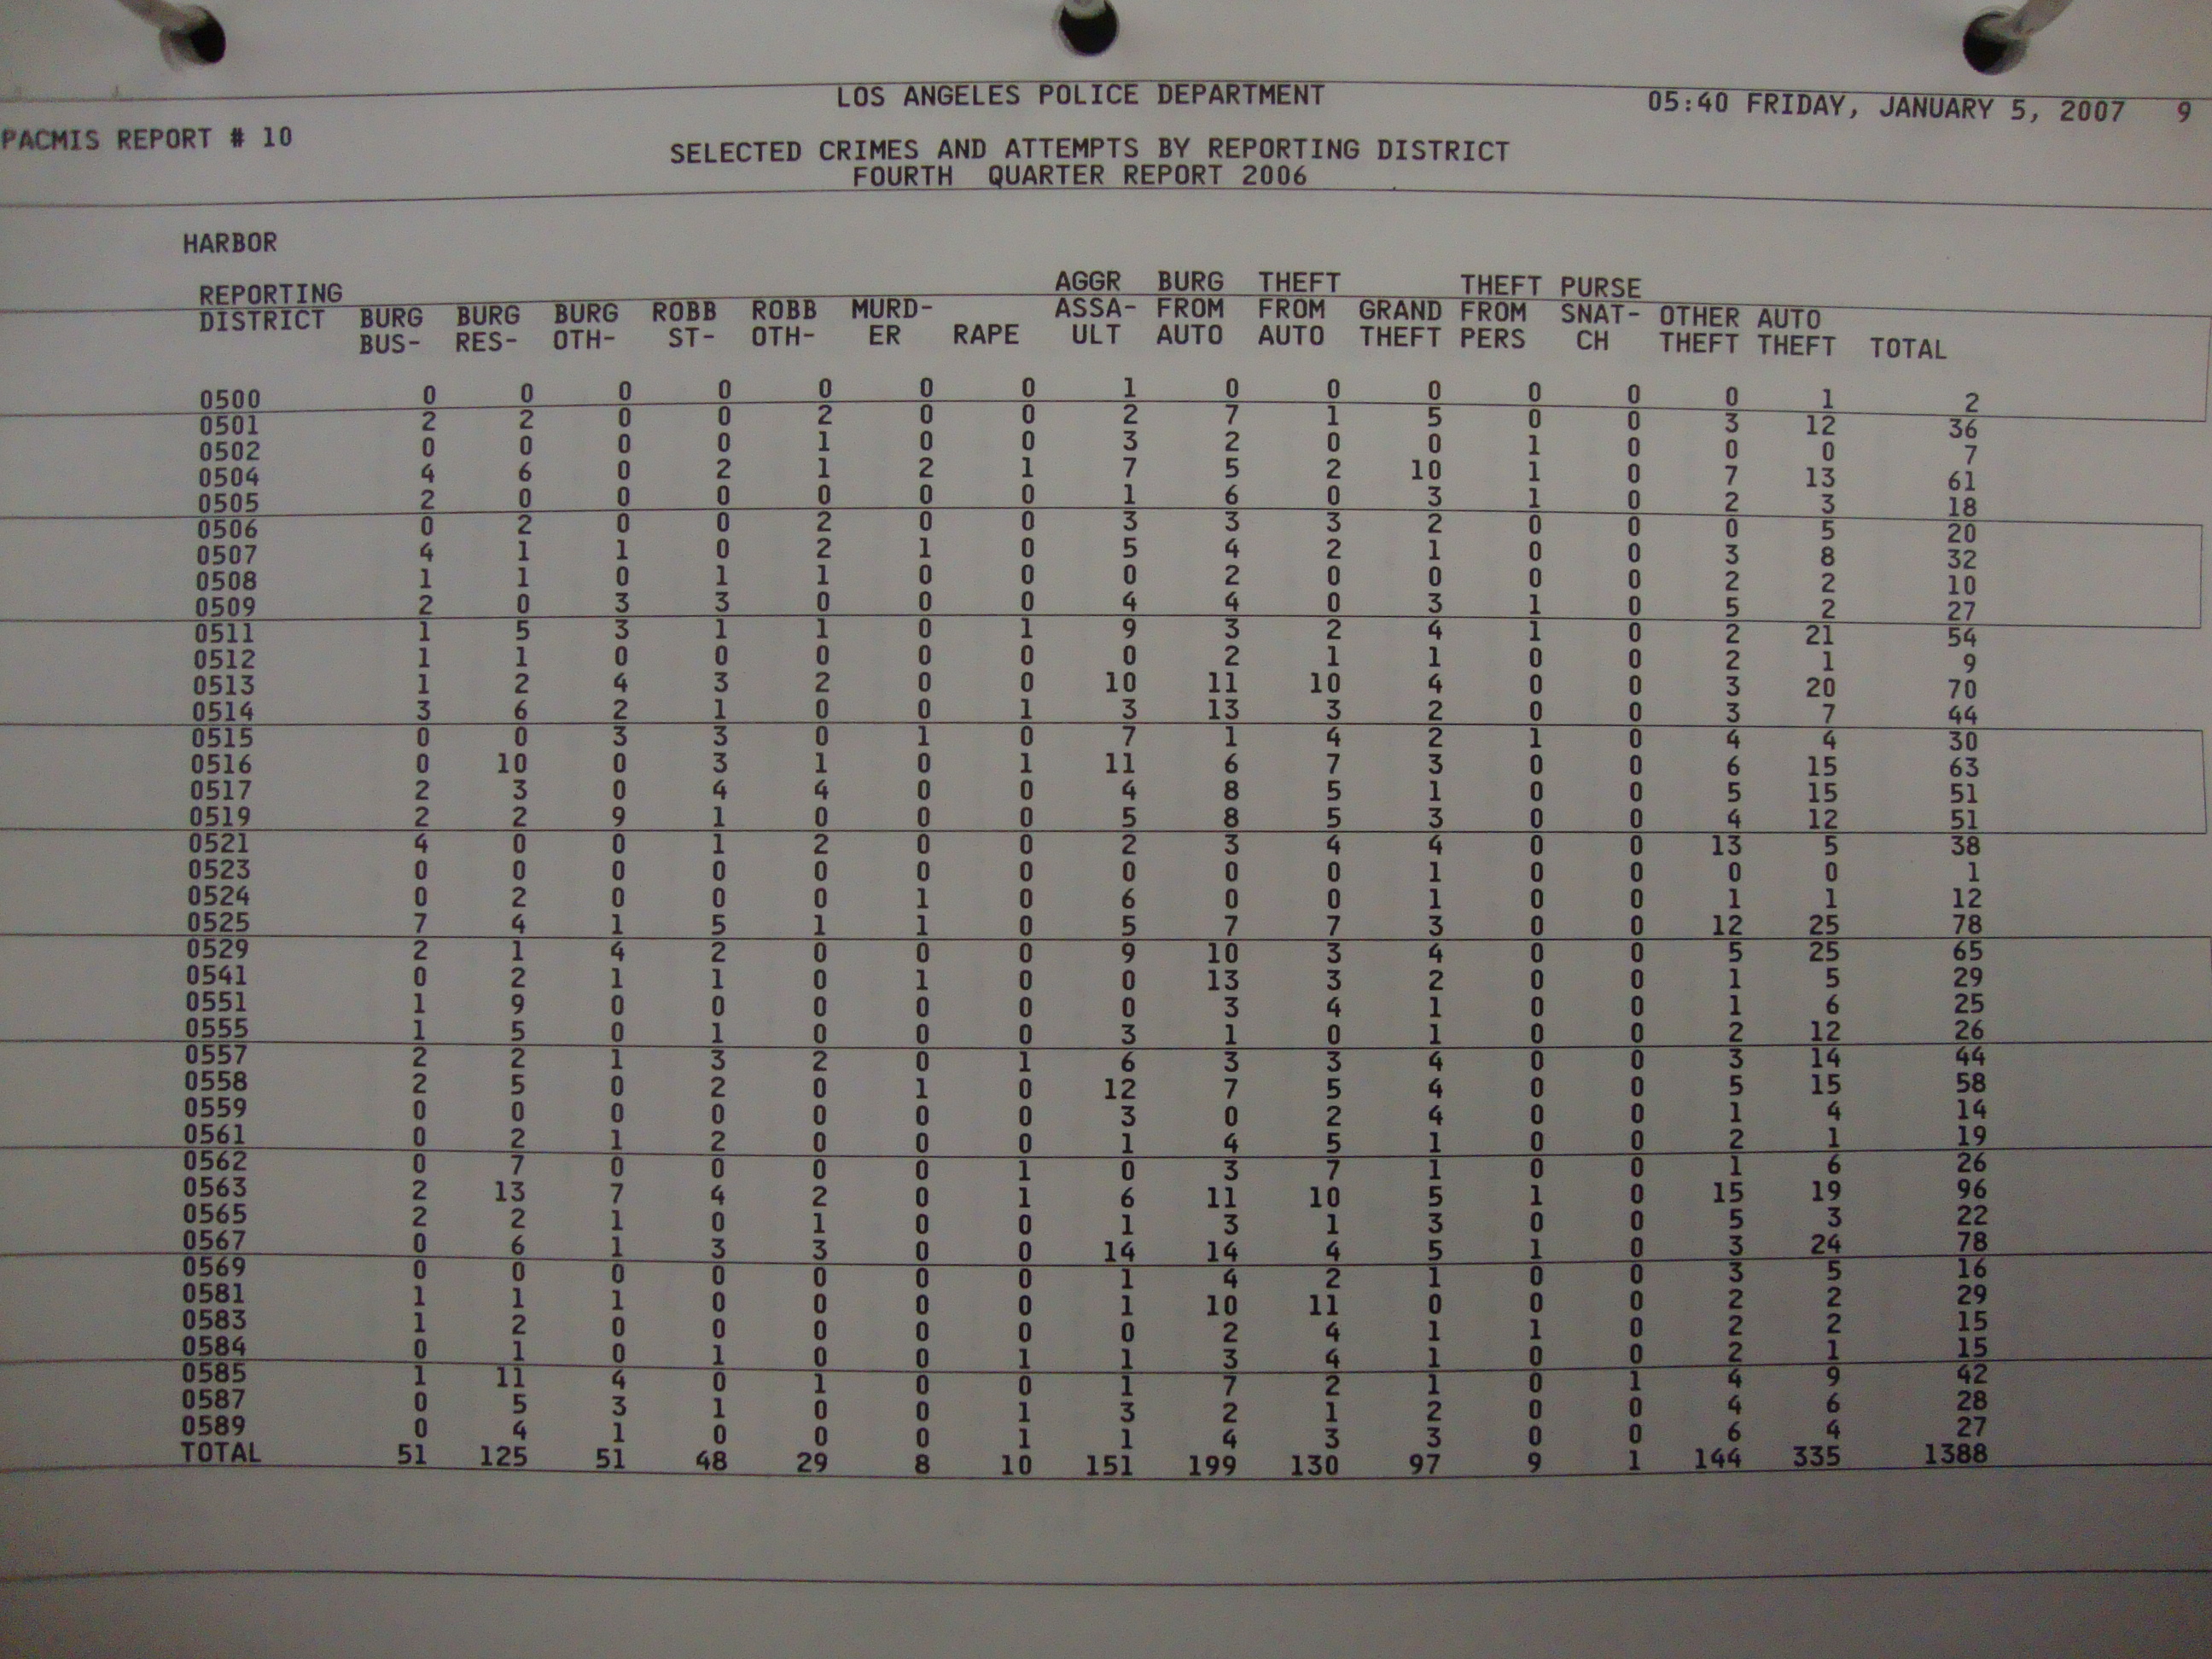 LOS ANGELES POLICE DEPARTMENT 05:40 FRIDAY, JANUARY 5, 2007 9
PACMIS REPORT # 10
SELECTED CRIMES AND ATTEMPTS BY REPORTING DISTRICT
FOURTH QUARTER REPORT 2006
HARBOR
AGGR BURG THEFT THEFT PURSE
REPORTING BURG BURG BURG ROBB ROBB MURD- ASSA- FROM FROM GRAND FROM SNAT- OTHER AUTO
DISTRICT BUS- RES- OTH- ST- OTH- ER RAPE ULT AUTO AUTO THEFT PERS CH THEFT THEFT TOTAL
0500 0 0 0 0 0 0 0 1 0 0 0 0 0 0 1 2
0501 2 2 0 0 2 0 0 2 7 1 5 0 0 3 12 36
0502 0 0 0 0 1 0 0 3 2 0 0 1 0 0 0 7
0504 4 6 0 2 1 2 1 7 5 2 10 1 0 7 13 61
0505 2 0 0 0 0 0 0 1 6 0 3 1 0 2 3 18
0506 0 2 0 0 2 0 0 3 3 3 2 0 0 0 5 20
0507 4 1 1 0 2 1 0 5 4 2 1 0 0 3 8 32
0508 1 1 0 1 1 0 0 0 2 0 0 0 0 2 2 10
0509 2 0 3 3 0 0 0 4 4 0 3 1 0 5 2 27
0511 1 5 3 1 1 0 1 9 3 2 4 1 0 2 21 54
0512 1 1 0 0 0 0 0 0 2 1 1 0 0 2 1 9
0513 1 2 4 3 2 0 0 10 11 10 4 0 0 3 20 70
0514 3 6 2 1 0 0 1 3 13 3 2 0 0 3 7 44
0515 0 0 3 3 0 1 0 7 1 4 2 1 0 4 4 30
0516 0 10 0 3 1 0 1 11 6 7 3 0 0 6 15 63
0517 2 3 0 4 4 0 0 4 8 5 1 0 0 5 15 51
0519 2 2 9 1 0 0 0 5 8 5 3 0 0 4 12 51
0521 4 0 0 1 2 0 0 2 3 4 4 0 0 13 5 38
0523 0 0 0 0 0 0 0 0 0 0 1 0 0 0 0 1
0524 0 2 0 0 0 1 0 6 0 0 1 0 0 1 1 12
0525 7 4 1 5 1 1 0 5 7 7 3 0 0 12 25 78
0529 2 1 4 2 0 0 0 9 10 3 4 0 0 5 25 65
0541 0 2 1 1 0 1 0 0 13 3 2 0 0 1 5 29
0551 1 9 0 0 0 0 0 0 3 4 1 0 0 1 6 25
0555 1 5 0 1 0 0 0 3 1 0 1 0 0 2 12 26
0557 2 2 1 3 2 0 1 6 3 3 4 0 0 3 14 44
0558 2 5 0 2 0 1 0 12 7 5 4 0 0 5 15 58
0559 0 0 0 0 0 0 0 3 0 2 4 0 0 1 4 14
0561 0 2 1 2 0 0 0 1 4 5 1 0 0 2 1 19
0562 0 7 0 0 0 0 1 0 3 7 1 0 0 1 6 26
0563 2 13 7 4 2 0 1 6 11 10 5 1 0 15 19 96
0565 2 2 1 0 1 0 0 1 3 1 3 0 0 5 3 22
0567 0 6 1 3 3 0 0 14 14 4 5 1 0 3 24 78
0569 0 0 0 0 0 0 0 1 4 2 1 0 0 3 5 16
0581 1 1 1 0 0 0 0 1 10 11 0 0 0 2 2 29
0583 1 2 0 0 0 0 0 0 2 4 1 1 0 2 2 15
0584 0 1 0 1 0 0 1 1 3 4 1 0 0 2 1 15
0585 1 11 4 0 1 0 0 1 7 2 1 0 1 4 9 42
0587 0 5 3 1 0 0 1 3 2 1 2 0 0 4 6 28
0589 0 4 1 0 0 0 1 1 4 3 3 0 0 6 4 27
TOTAL 51 125 51 48 29 8 10 151 199 130 97 9 1 144 335 1388